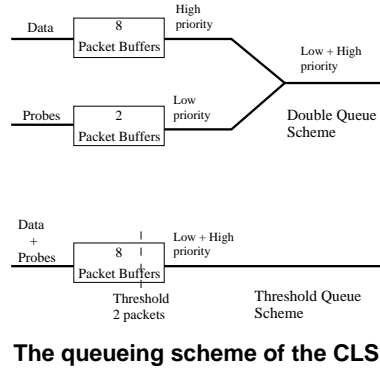 High
priority
Data
8
Packet Buffers
Low + High
priority
Probes
2
Packet Buffers
Low
priority
Double Queue
Scheme
Data
+
Probes
8
Packet Buffers
Low + High
priority
Threshold
2 packets
Threshold Queue
Scheme
The queueing scheme of the CLS